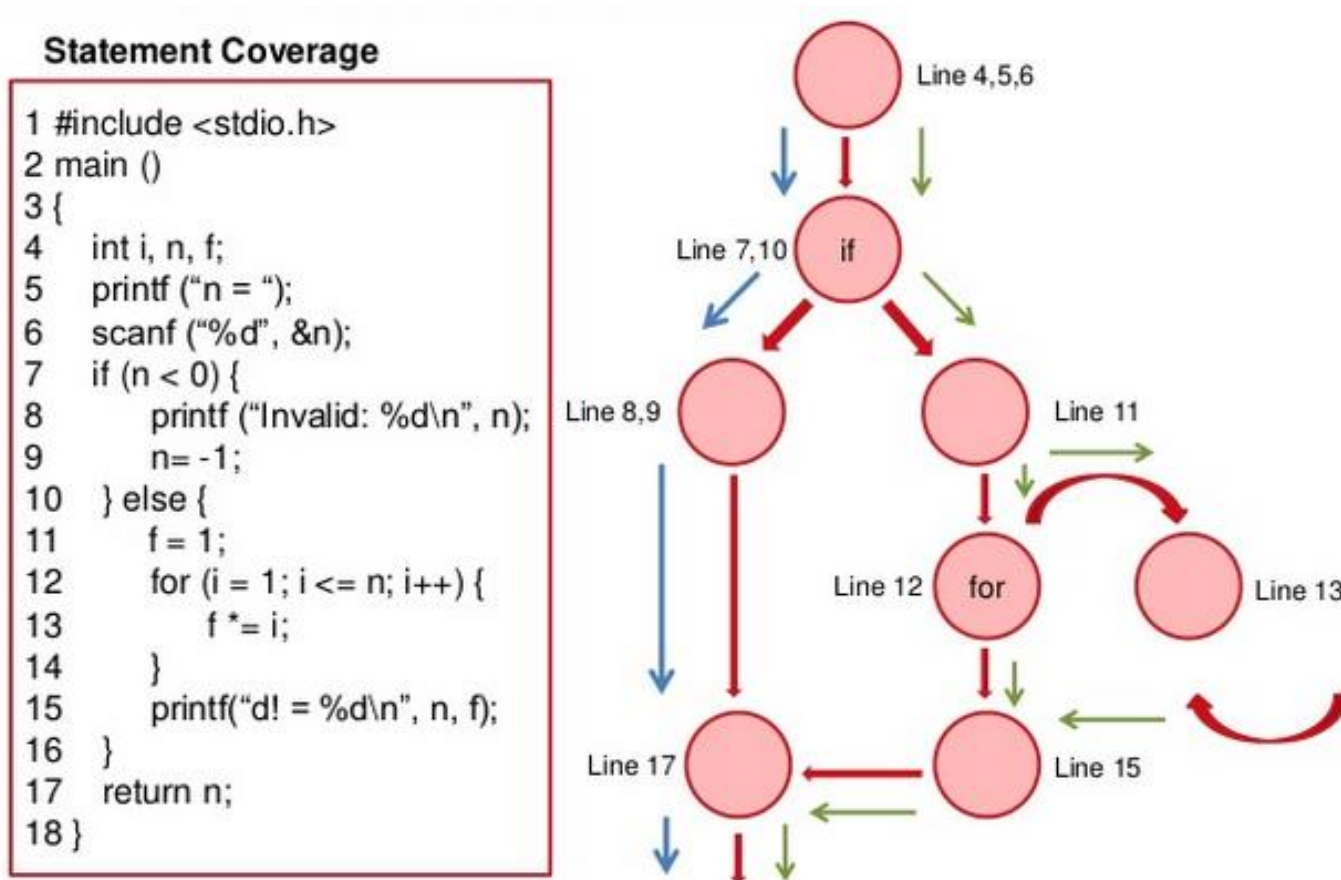 Statement Coverage
1 #include <stdio.h>
2 main ()
3 {
4 int i, n, f;
5 printf (“n = “);
6 scanf (“%d”, &n);
7 if (n < 0) {
8 printf (“Invalid: %d\n”, n);
9 n= -1;
10 } else {
11 f = 1;
12 for (i = 1; i <= n; i++) {
13 f *= i;
14 }
15 printf(“d! = %d\n”, n, f);
16 }
17 return n;
18 }
Line 4,5,6
Line 7,10
if
Line 8,9
Line 11
Line 12
for
Line 13
Line 17
Line 15